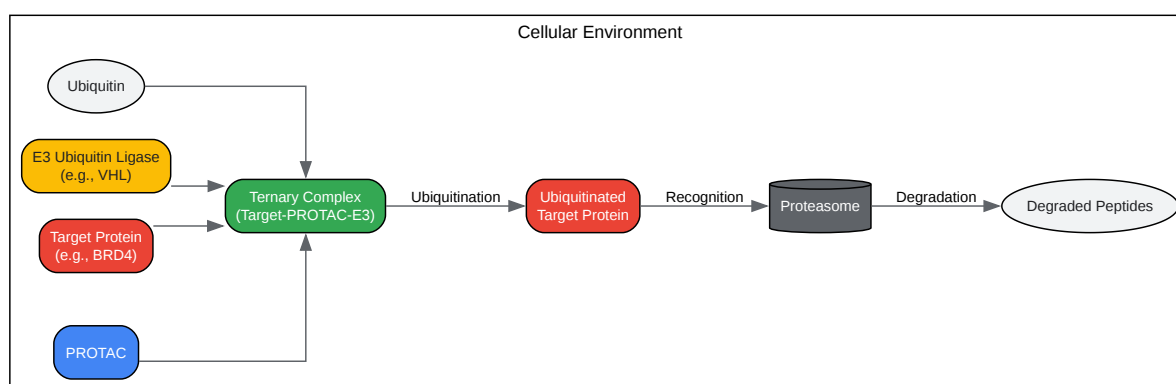 Cellular Environment
Ubiquitin
E3 Ubiquitin Ligase
(e.g., VHL)
Target Protein
(e.g., BRD4)
PROTAC
Ternary Complex
(Target-PROTAC-E3)
Ubiquitination
Ubiquitinated
Target Protein
Recognition
Proteasome
Degradation
Degraded Peptides